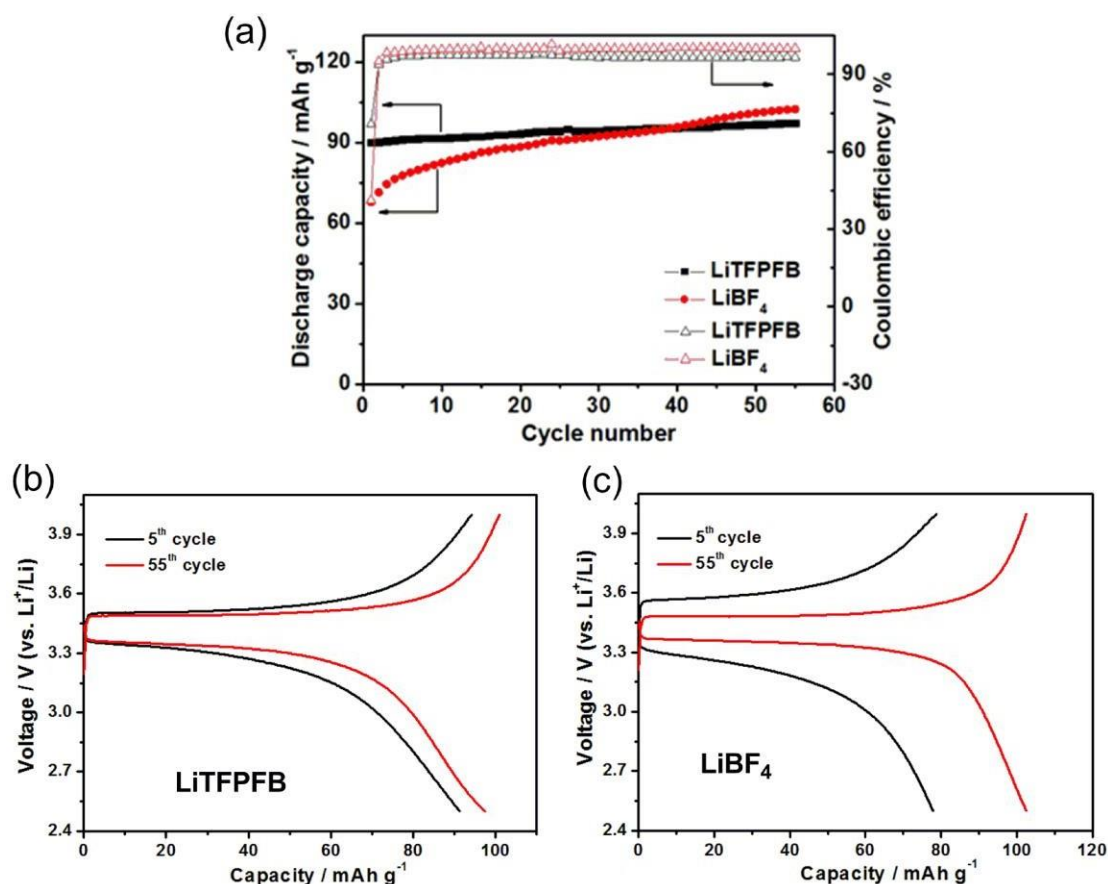 (a)
Discharge capacity / mAh g⁻¹
120
90
60
30
0
90
60
30
0
-30
Coulombic efficiency / %
LiTFPFB
LiBF₄
LiTFPFB
LiBF₄
0 10 20 30 40 50 60
Cycle number
(b)
Voltage / V (vs. Li⁺/Li)
3.9
3.6
3.3
3.0
2.7
2.4
5ᵗʰ cycle
55ᵗʰ cycle
LiTFPFB
0 20 40 60 80 100
Capacity / mAh g⁻¹
(c)
Voltage / V (vs. Li⁺/Li)
3.9
3.6
3.3
3.0
2.7
2.4
5ᵗʰ cycle
55ᵗʰ cycle
LiBF₄
0 20 40 60 80 100 120
Capacity / mAh g⁻¹